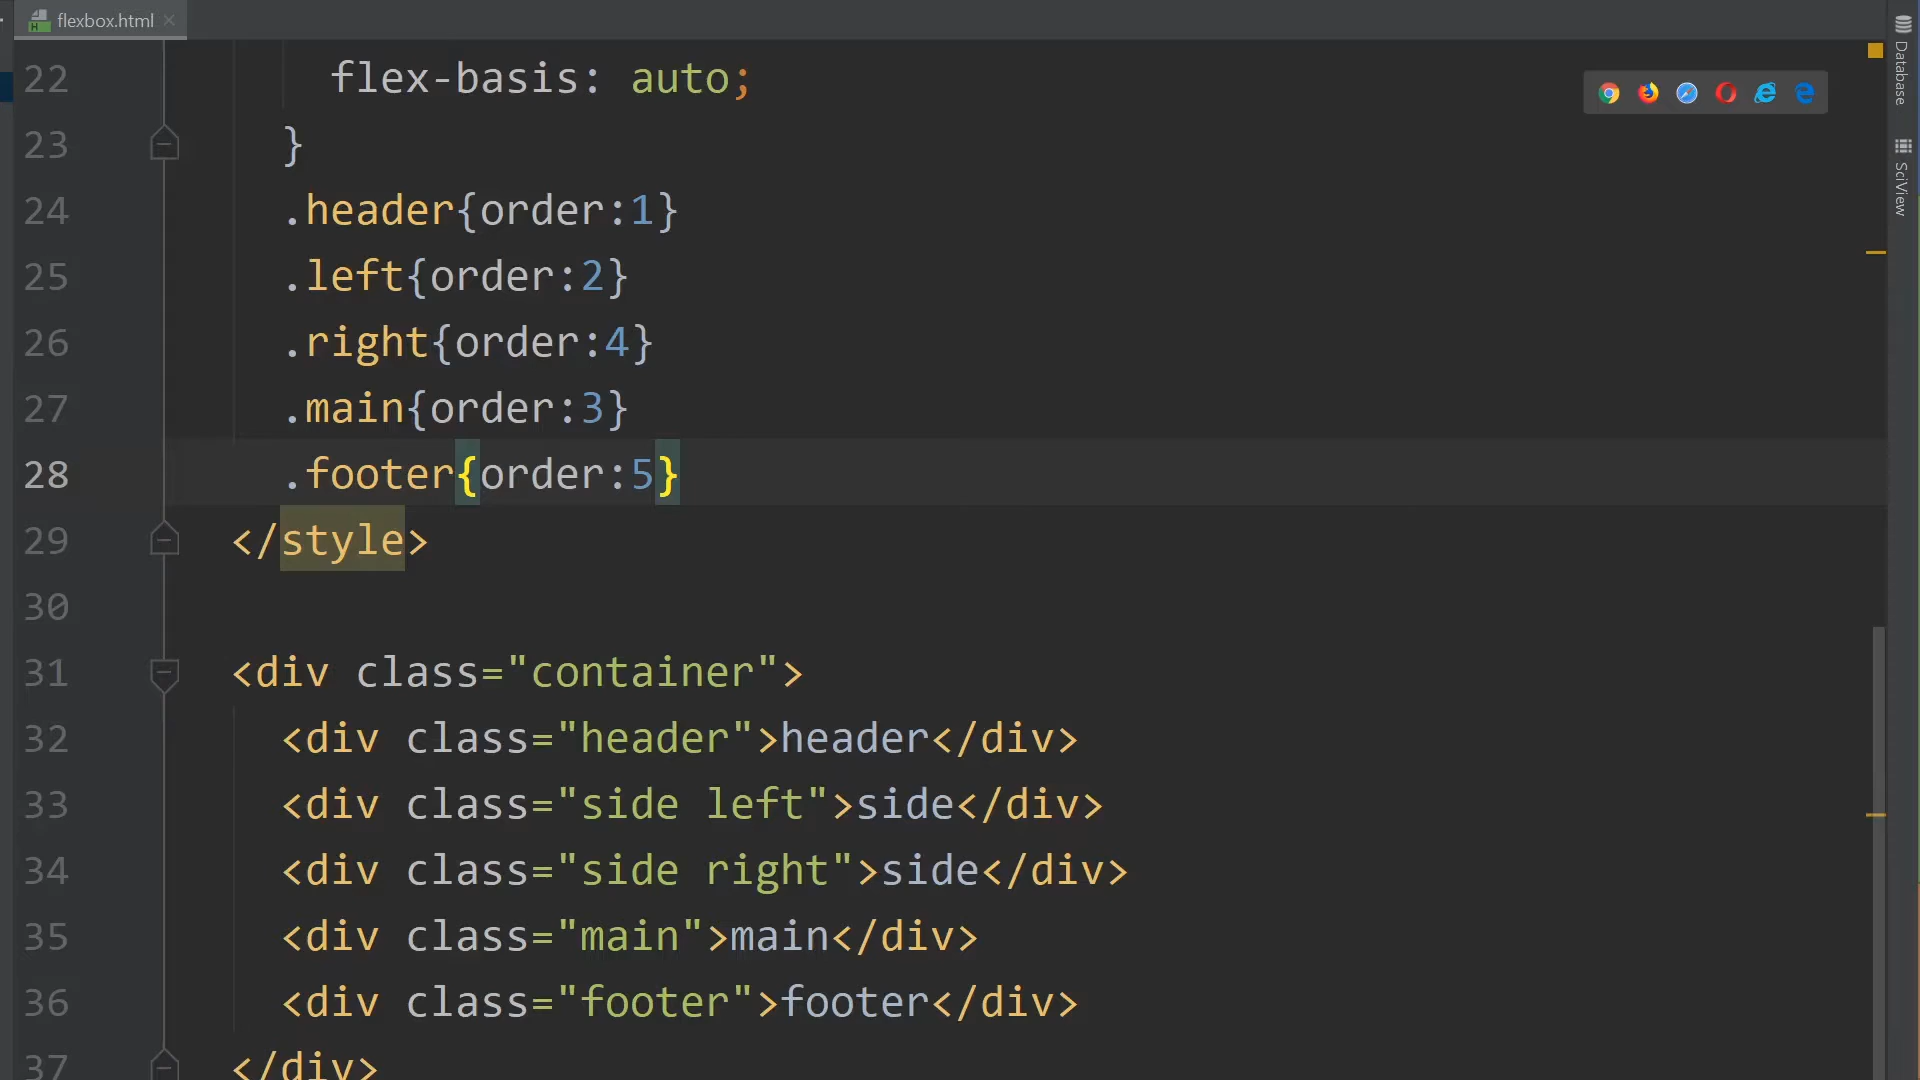 flexbox.html
22 flex-basis: auto;
23 }
24 .header{order:1}
25 .left{order:2}
26 .right{order:4}
27 .main{order:3}
28 .footer{order:5}
29 </style>
30
31 <div class="container">
32 <div class="header">header</div>
33 <div class="side left">side</div>
34 <div class="side right">side</div>
35 <div class="main">main</div>
36 <div class="footer">footer</div>
37 </div>
Database
SciView